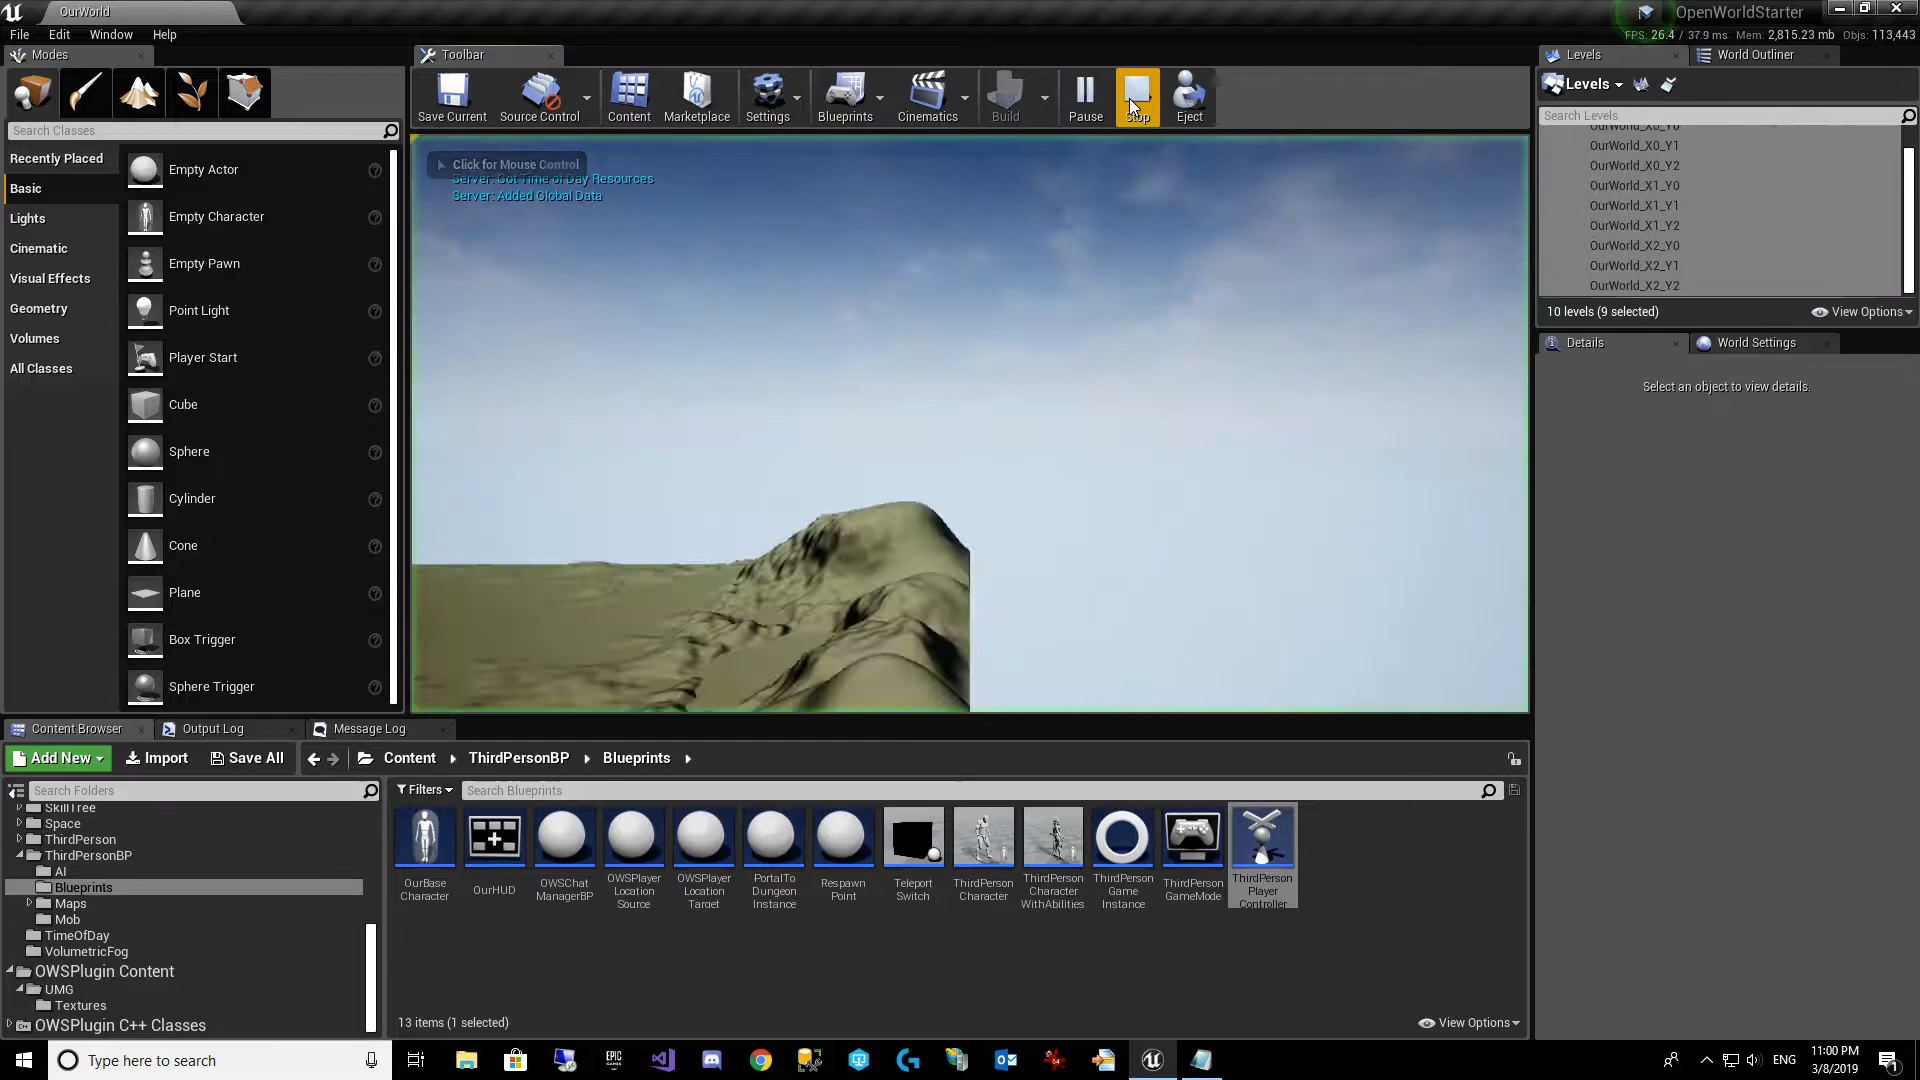 OurWorld
OpenWorldStarter
File Edit Window Help
FPS: 26.4 / 37.9 ms Mem: 2,815.23 mb Objs: 113,443
Modes
Toolbar
Levels
World Outliner
Save Current
Source Control
Content
Marketplace
Settings
Blueprints
Cinematics
Build
Pause
Stop
Eject
Levels
Search Classes
Search Levels
Recently Placed
Basic
Lights
Cinematic
Visual Effects
Geometry
Volumes
All Classes
Empty Actor
Empty Character
Empty Pawn
Point Light
Player Start
Cube
Sphere
Cylinder
Cone
Plane
Box Trigger
Sphere Trigger
Click for Mouse Control
Server: Got Time of Day Resources
Server: Added Global Data
OurWorld_X0_Y0
OurWorld_X0_Y1
OurWorld_X0_Y2
OurWorld_X1_Y0
OurWorld_X1_Y1
OurWorld_X1_Y2
OurWorld_X2_Y0
OurWorld_X2_Y1
OurWorld_X2_Y2
10 levels (9 selected)
View Options
Details
World Settings
Select an object to view details.
Content Browser
Output Log
Message Log
Add New
Import
Save All
Content
ThirdPersonBP
Blueprints
Search Folders
Filters
Search Blueprints
SkillTree
Space
ThirdPerson
ThirdPersonBP
AI
Blueprints
Maps
Mob
TimeOfDay
VolumetricFog
OWSPlugin Content
UMG
Textures
OWSPlugin C++ Classes
OurBase
Character
OurHUD
OWSChat
ManagerBP
OWSPlayer
Location
Source
OWSPlayer
Location
Target
PortalTo
Dungeon
Instance
Respawn
Point
Teleport
Switch
ThirdPerson
Character
ThirdPerson
Character
WithAbilities
ThirdPerson
Game
Instance
ThirdPerson
GameMode
ThirdPerson
Player
Controller
13 items (1 selected)
View Options
Type here to search
EPIC
GAMES
64
ENG
11:00 PM
3/8/2019
1